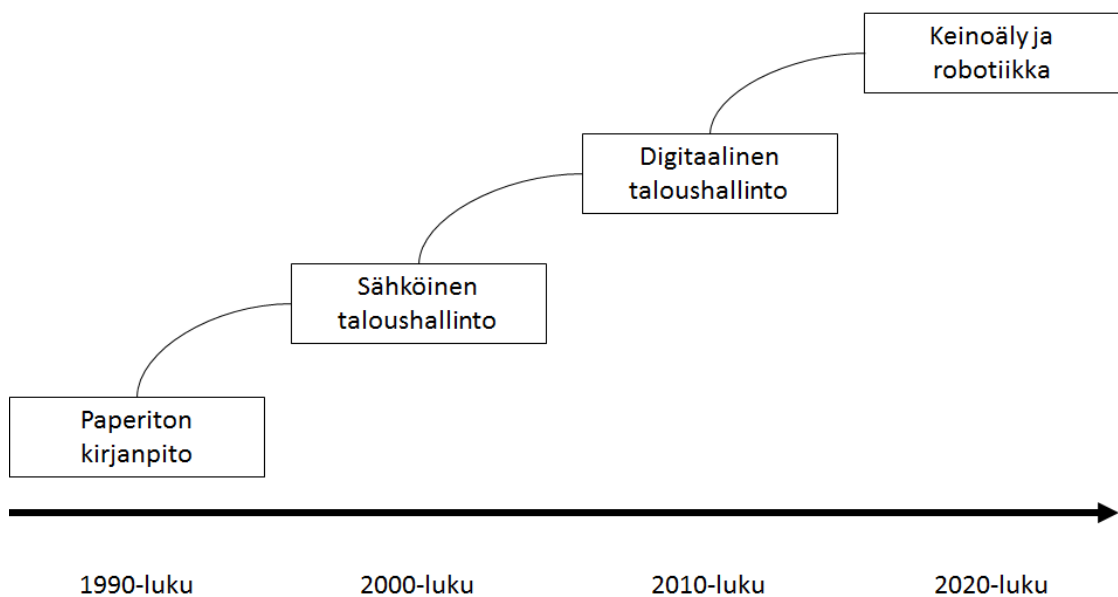 Keinoäly ja
robotiikka
Digitaalinen
taloushallinto
Sähköinen
taloushallinto
Paperiton
kirjanpito
1990-luku
2000-luku
2010-luku
2020-luku